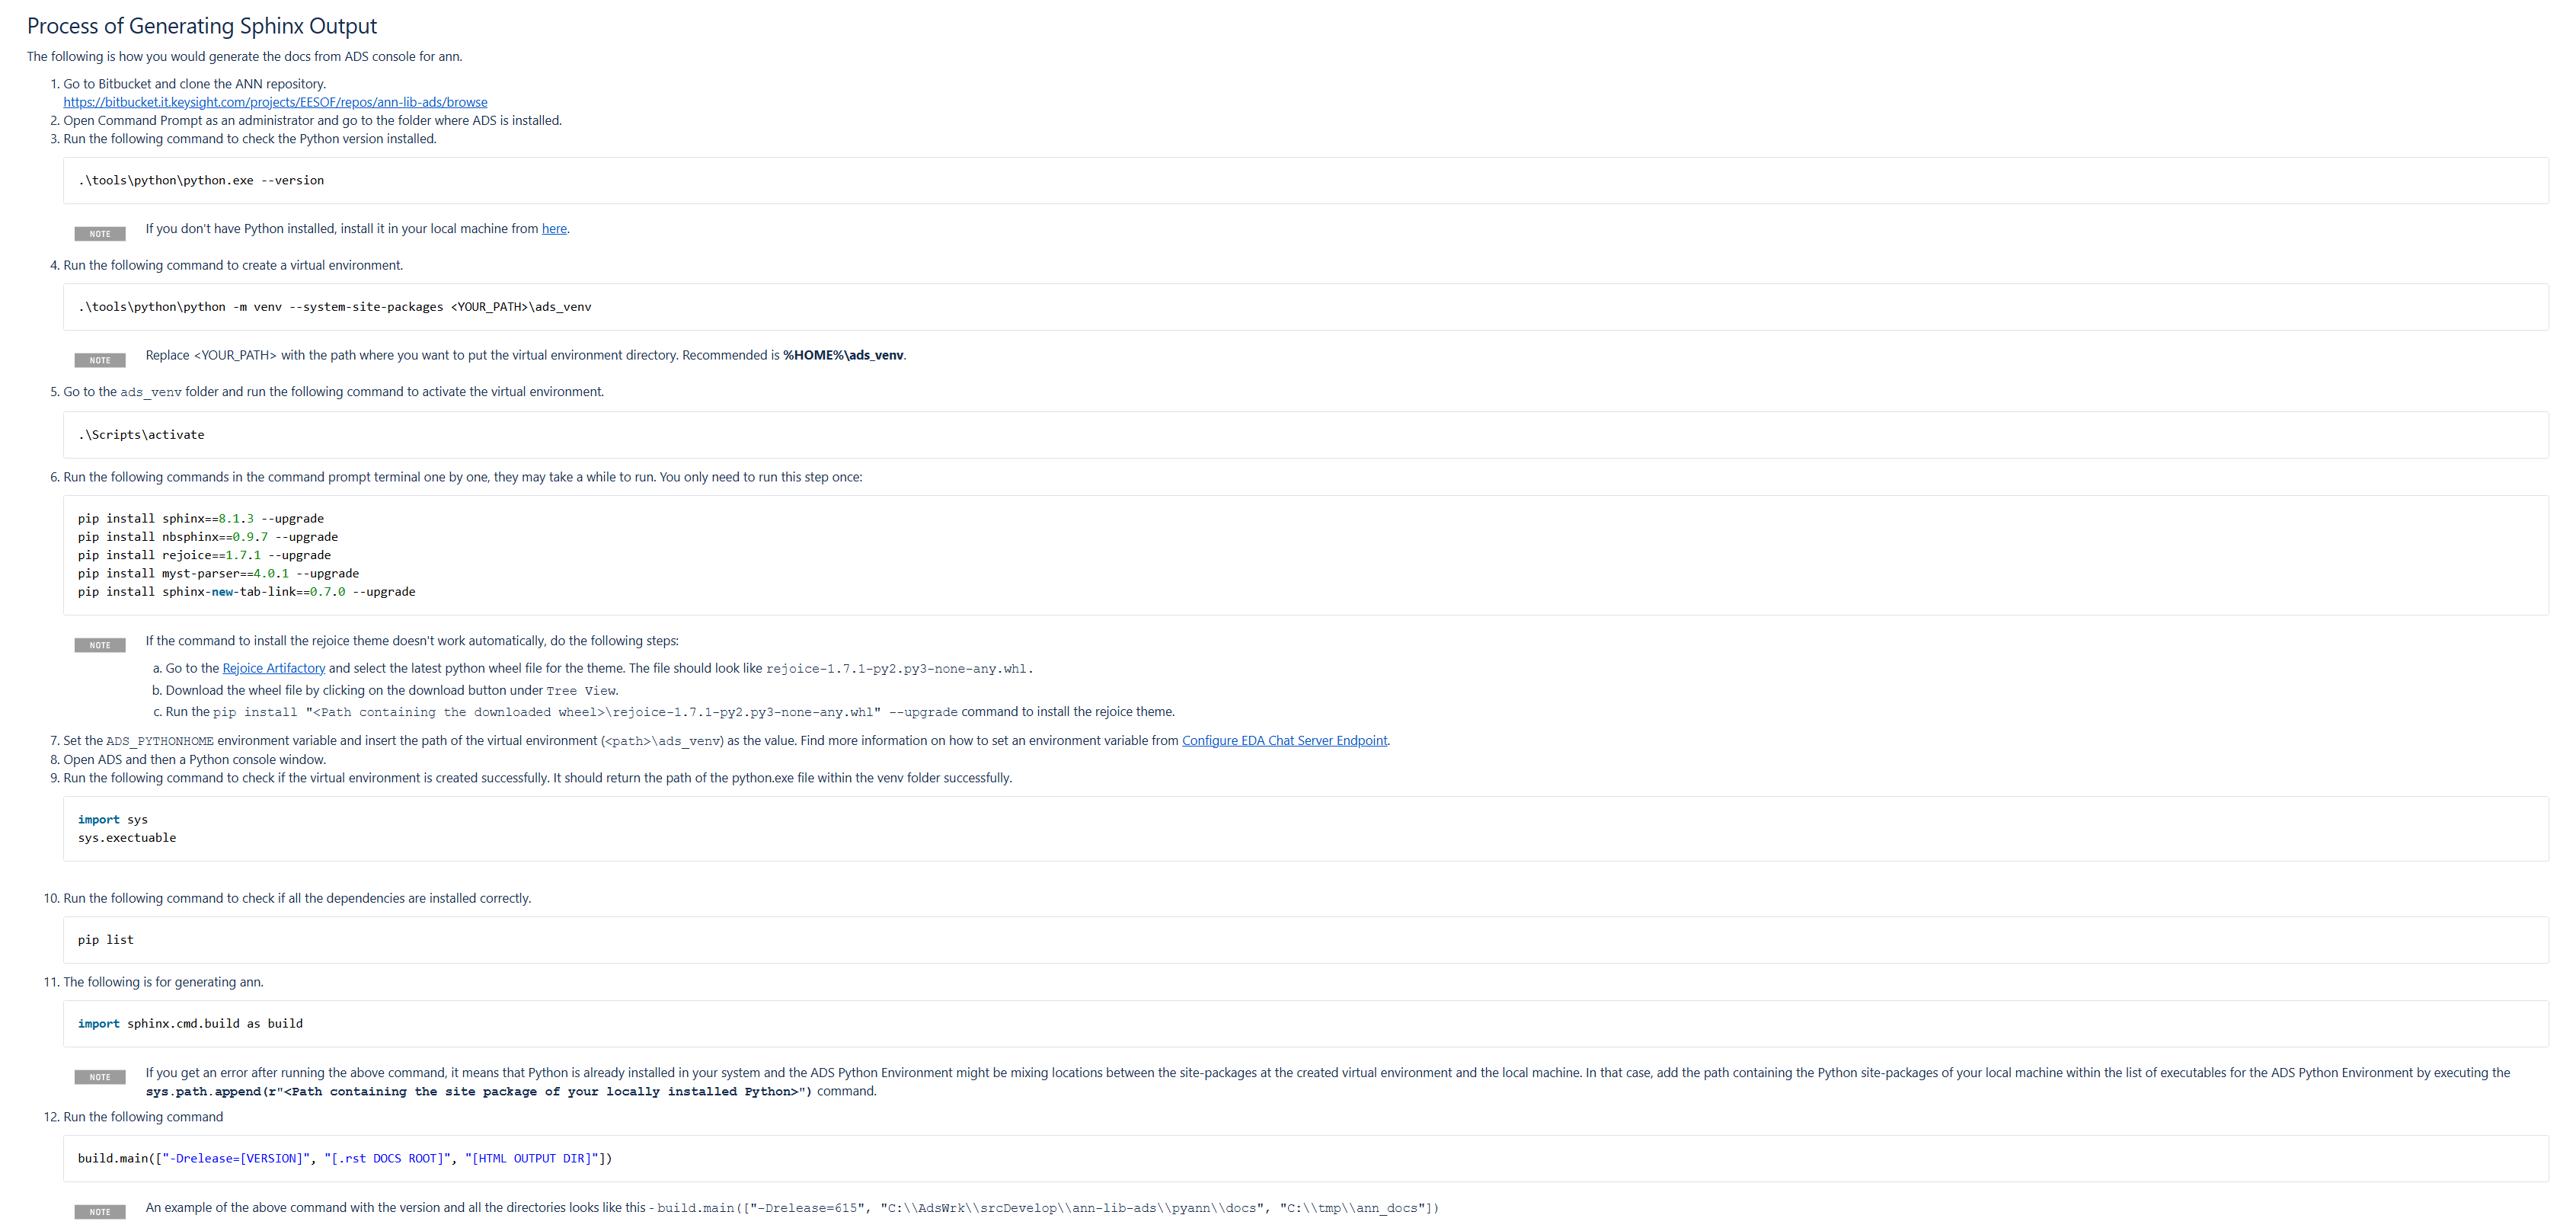 Process of Generating Sphinx Output
The following is how you would generate the docs from ADS console for ann.
1. Go to Bitbucket and clone the ANN repository.
https://bitbucket.it.keysight.com/projects/EESOF/repos/ann-lib-ads/browse
2. Open Command Prompt as an administrator and go to the folder where ADS is installed.
3. Run the following command to check the Python version installed.
.\tools\python\python.exe --version
NOTE If you don't have Python installed, install it in your local machine from here.
4. Run the following command to create a virtual environment.
.\tools\python\python -m venv --system-site-packages <YOUR_PATH>\ads_venv
NOTE Replace <YOUR_PATH> with the path where you want to put the virtual environment directory. Recommended is %HOME%\ads_venv.
5. Go to the ads_venv folder and run the following command to activate the virtual environment.
.\Scripts\activate
6. Run the following commands in the command prompt terminal one by one, they may take a while to run. You only need to run this step once:
pip install sphinx==8.1.3 --upgrade
pip install nbsphinx==0.9.7 --upgrade
pip install rejoice==1.7.1 --upgrade
pip install myst-parser==4.0.1 --upgrade
pip install sphinx-new-tab-link==0.7.0 --upgrade
NOTE If the command to install the rejoice theme doesn't work automatically, do the following steps:
a. Go to the Rejoice Artifactory and select the latest python wheel file for the theme. The file should look like rejoice-1.7.1-py2.py3-none-any.whl.
b. Download the wheel file by clicking on the download button under Tree View.
c. Run the pip install "<Path containing the downloaded wheel>\rejoice-1.7.1-py2.py3-none-any.whl" --upgrade command to install the rejoice theme.
7. Set the ADS_PYTHONHOME environment variable and insert the path of the virtual environment (<path>\ads_venv) as the value. Find more information on how to set an environment variable from Configure EDA Chat Server Endpoint.
8. Open ADS and then a Python console window.
9. Run the following command to check if the virtual environment is created successfully. It should return the path of the python.exe file within the venv folder successfully.
import sys
sys.exectuable
10. Run the following command to check if all the dependencies are installed correctly.
pip list
11. The following is for generating ann.
import sphinx.cmd.build as build
NOTE If you get an error after running the above command, it means that Python is already installed in your system and the ADS Python Environment might be mixing locations between the site-packages at the created virtual environment and the local machine. In that case, add the path containing the Python site-packages of your local machine within the list of executables for the ADS Python Environment by executing the
sys.path.append(r"<Path containing the site package of your locally installed Python>") command.
12. Run the following command
build.main(["-Drelease=[VERSION]", "[.rst DOCS ROOT]", "[HTML OUTPUT DIR]"])
NOTE An example of the above command with the version and all the directories looks like this - build.main(["-Drelease=615", "C:\\AdsWrk\\srcDevelop\\ann-lib-ads\\pyann\\docs", "C:\\tmp\\ann_docs"])